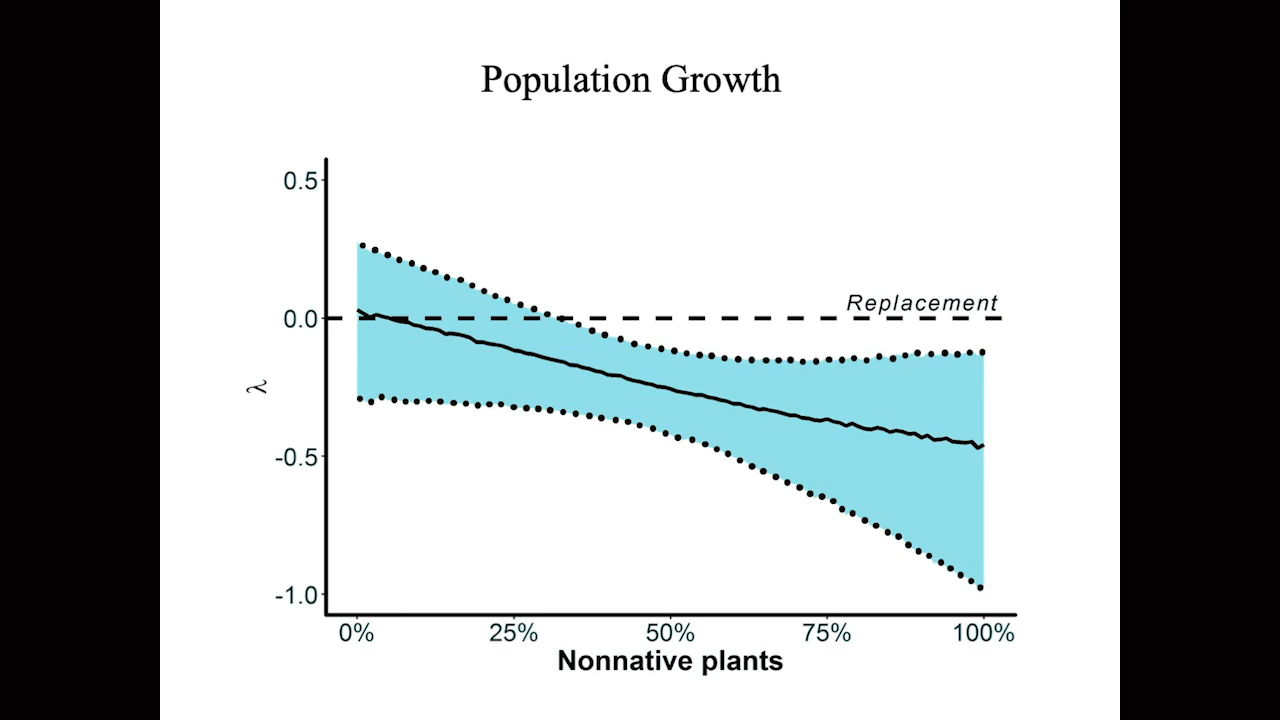 Population Growth
0.5
Replacement
0.0
λ
-0.5
-1.0
0% 25% 50% 75% 100%
Nonnative plants